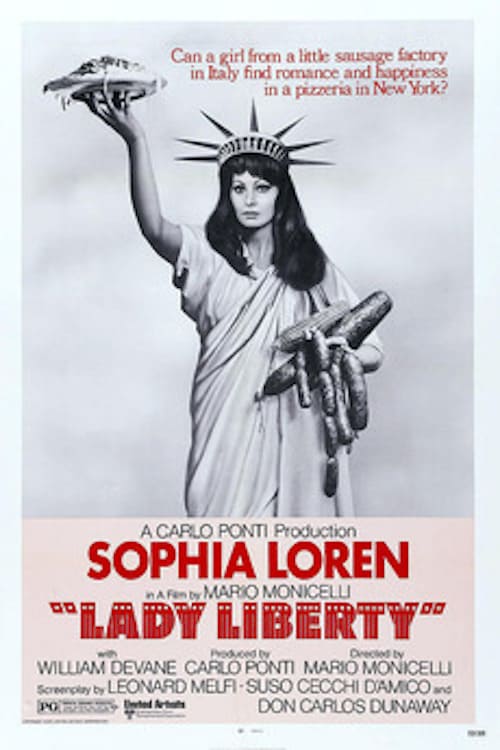 Can a girl from a little sausage factory
in Italy find romance and happiness
in a pizzeria in New York?
A CARLO PONTI Production
SOPHIA LOREN
in A Film by MARIO MONICELLI
"LADY LIBERTY"
with
WILLIAM DEVANE
Produced by
CARLO PONTI
Directed by
MARIO MONICELLI
Screenplay by LEONARD MELFI - SUSO CECCHI D'AMICO and
DON CARLOS DUNAWAY
PG
United Artists